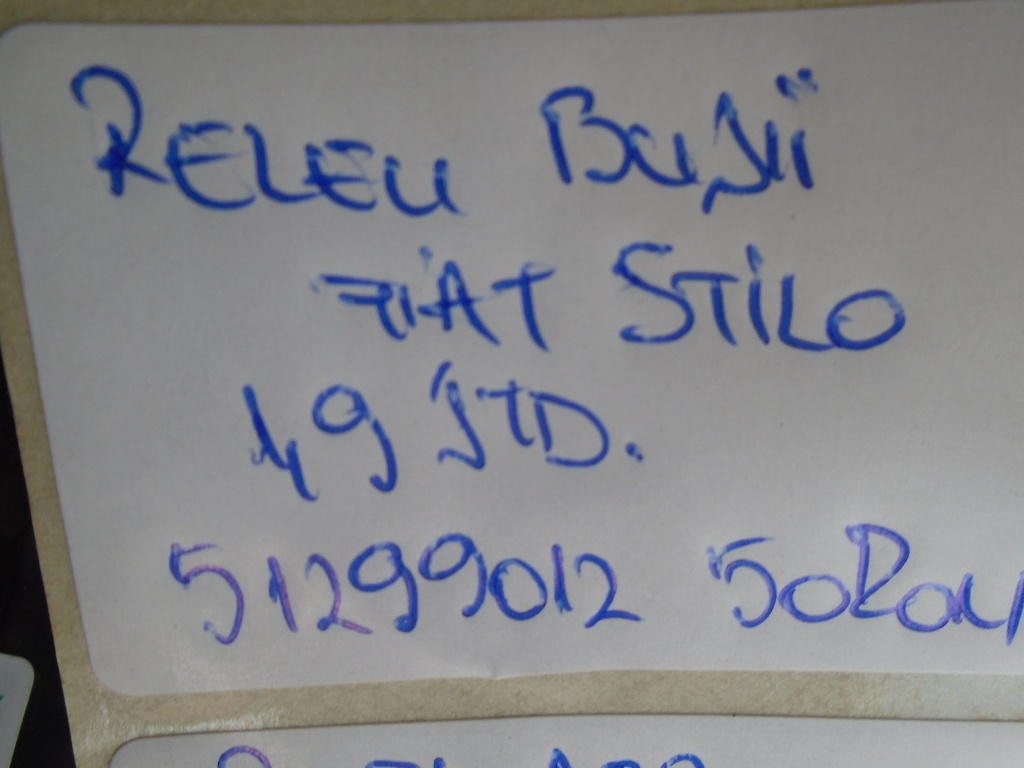 RELEU BUJII
FIAT STILO
1,9 JTD.
51299012 50Ron